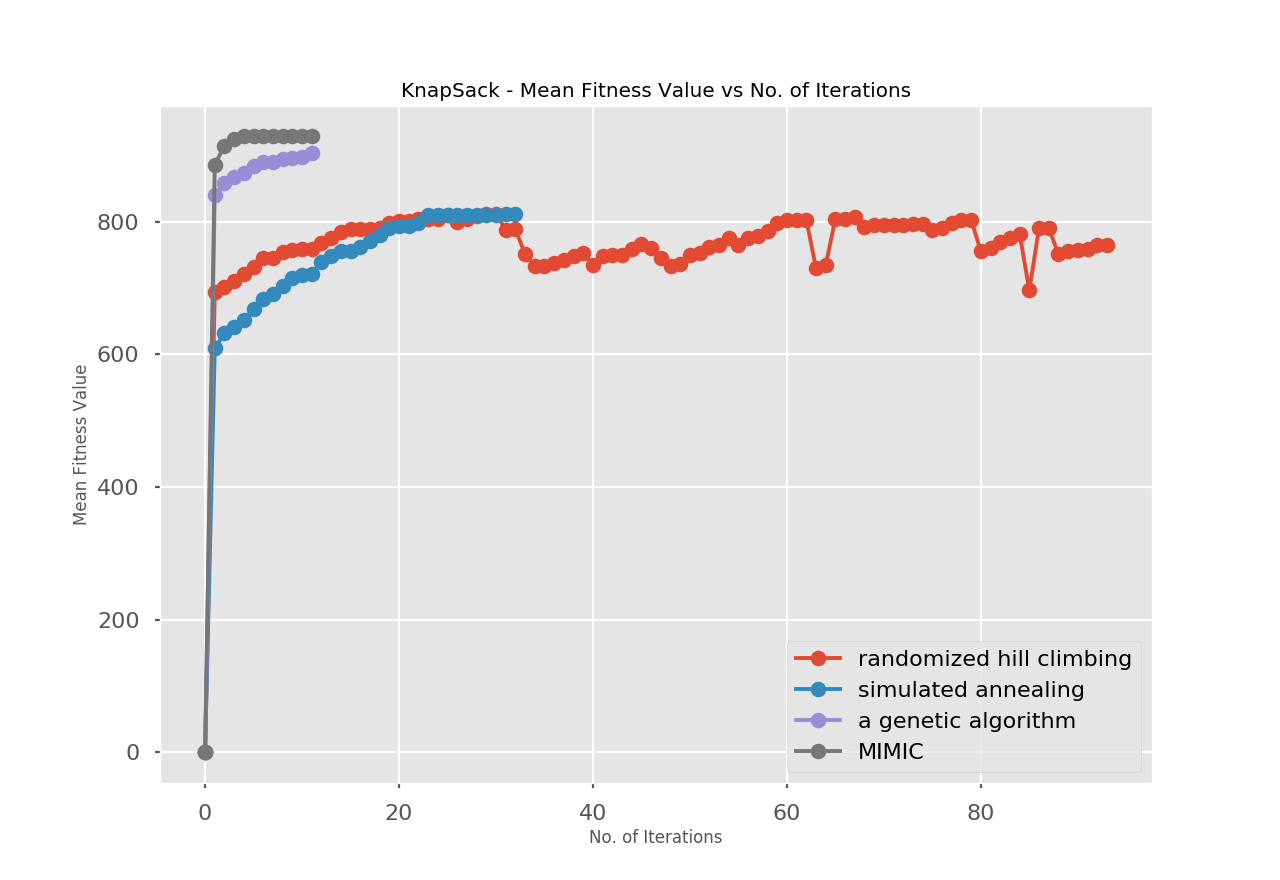 KnapSack - Mean Fitness Value vs No. of Iterations
Mean Fitness Value
800
600
400
200
0
0 20 40 60 80
No. of Iterations
randomized hill climbing
simulated annealing
a genetic algorithm
MIMIC